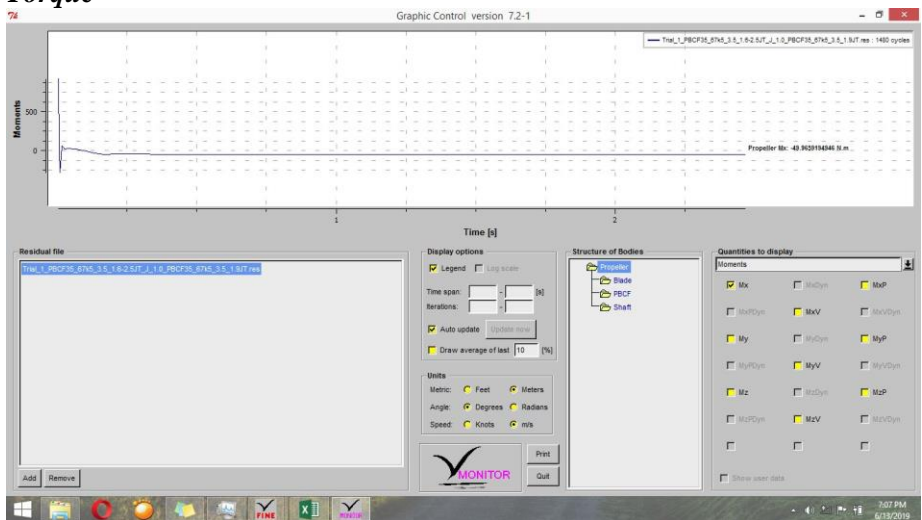 Torque
Graphic Control version 7.2-1
Trial_1_PBCF35_67k5_3.5_1.6-2.5JT_J_1.0_PBCF35_67k5_3.5_1.9JT.res : 1480 cycles
Moments
500
0
Propeller Mx: -49.9639194946 N.m
1
2
Time [s]
Residual file
Trial_1_PBCF35_67k5_3.5_1.6-2.5JT_J_1.0_PBCF35_67k5_3.5_1.9JT.res
Add Remove
Display options
Legend Log scale
Time span: - [s]
Iterations: -
Auto update Update now
Draw average of last 10 [%]
Units
Metric: Feet Meters
Angle: Degrees Radians
Speed: Knots m/s
MONITOR
Print
Quit
Structure of Bodies
Propeller
Blade
PBCF
Shaft
Quantities to display
Moments
Mx MxDyn MxP
MxPDyn MxV MxVDyn
My MyDyn MyP
MyPDyn MyV MyVDyn
Mz MzDyn MzP
MzPDyn MzV MzVDyn
Show user data
FINE
MONITOR
7:07 PM
6/13/2019